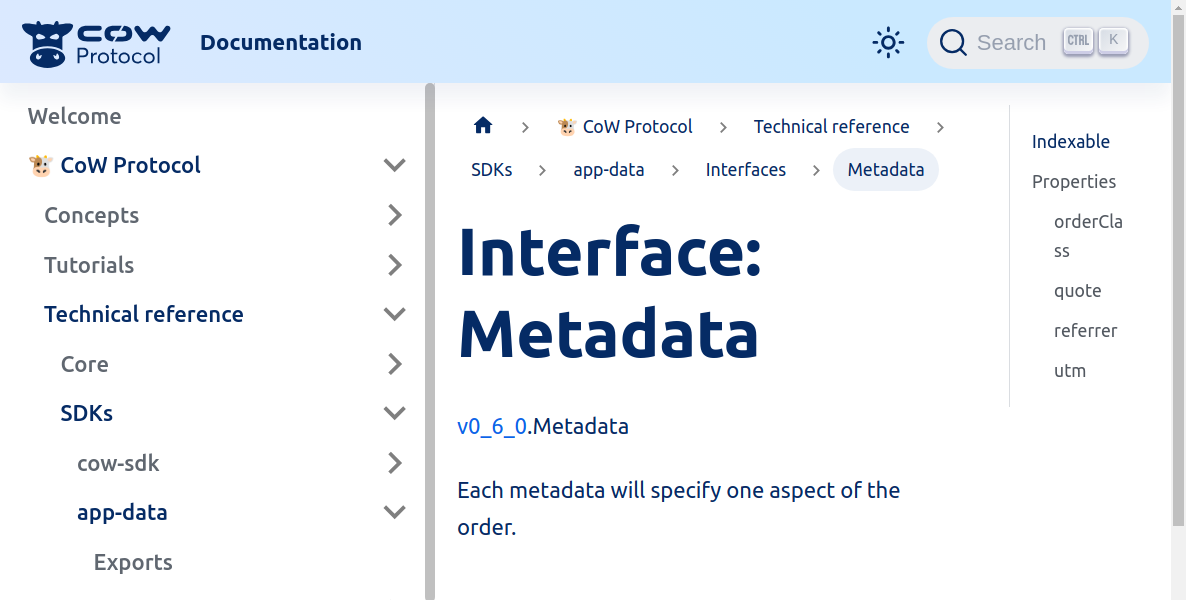 COW
Protocol
Documentation
Search CTRL K
Welcome
CoW Protocol
Concepts
Tutorials
Technical reference
Core
SDKs
cow-sdk
app-data
Exports
CoW Protocol
Technical reference
SDKs
app-data
Interfaces
Metadata
Interface:
Metadata
v0_6_0.Metadata
Each metadata will specify one aspect of the
order.
Indexable
Properties
orderCla
ss
quote
referrer
utm